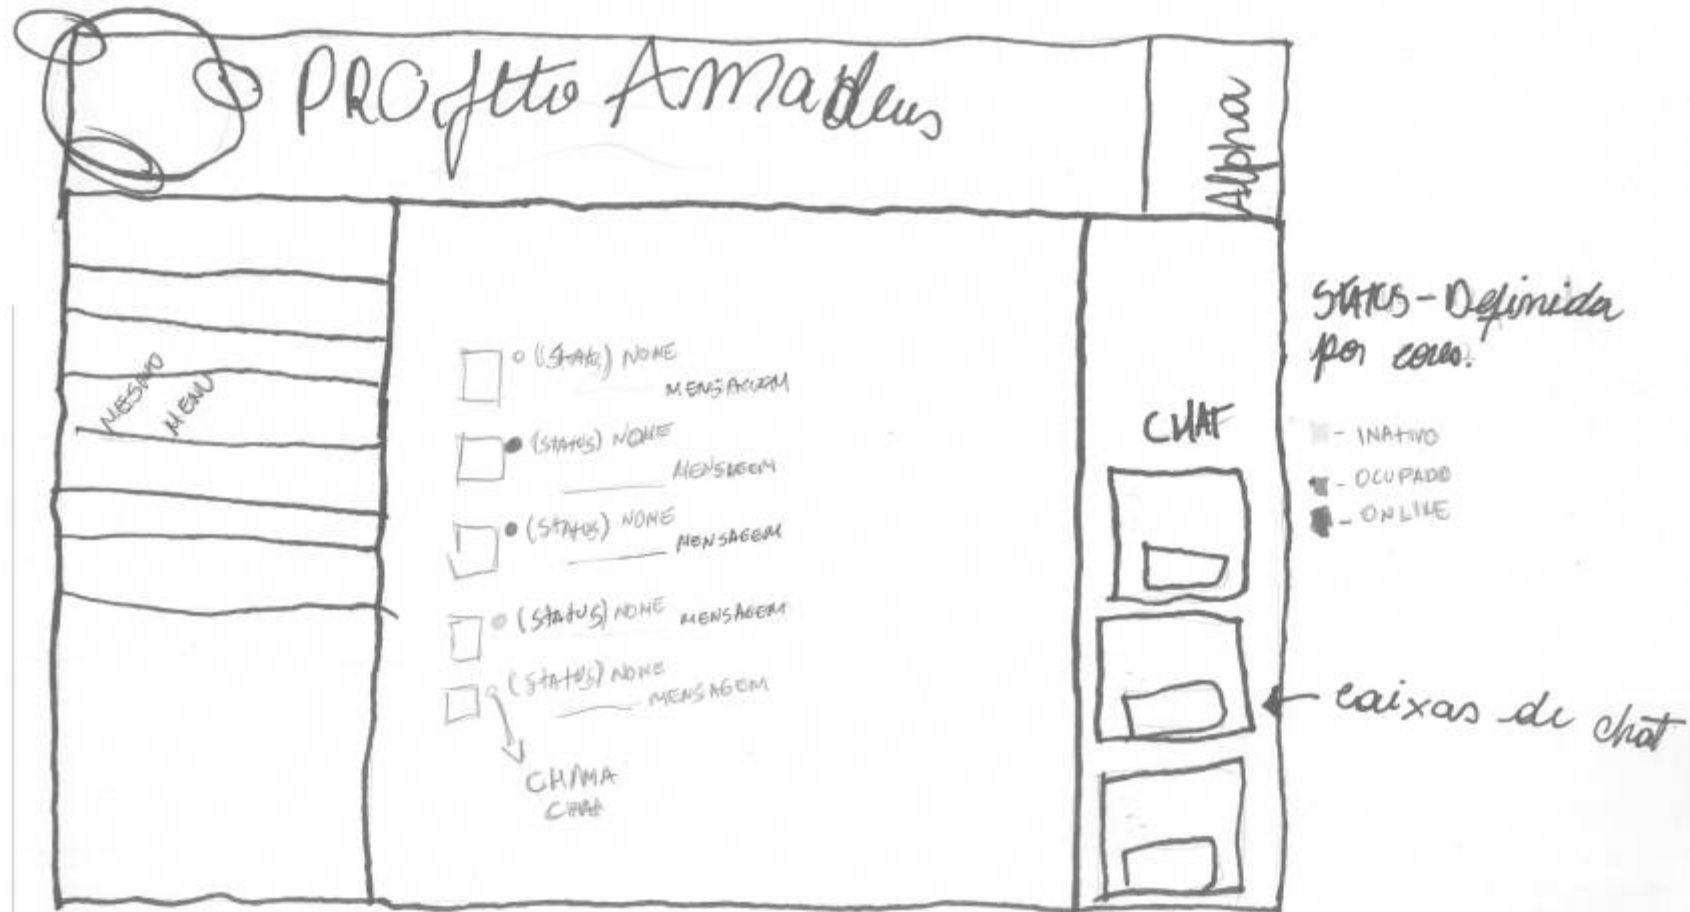 PROjeto Amadeus
Alpha
MESMO
MENU
(Status) NOME
MENSAGEM
(Status) NOME
MENSAGEM
(Status) NOME
MENSAGEM
(Status) NOME MENSAGEM
(Status) NOME
MENSAGEM
CHAMA
CHAT
CHAT
STATUS - Definida
por cores.
- INATIVO
- OCUPADO
- ONLINE
caixas de chat